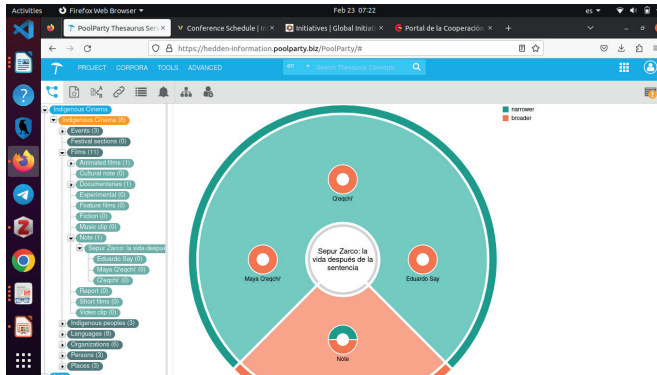 Activities
Firefox Web Browser
Feb 23 07:22
es
PoolParty Thesaurus Serv
Conference Schedule | In
Initiatives | Global Initiati
Portal de la Cooperación
https://hedden-information.poolparty.biz/PoolParty/#
PROJECT CORPORA TOOLS ADVANCED
en
Search Thesaurus Concepts
Indigenous Cinema
Indigenous Cinema (6)
Events (3)
Festival sections (0)
Films (11)
Animated films (1)
Cultural note (0)
Documentaries (1)
Experimental (0)
Feature films (0)
Fiction (0)
Music clip (0)
Note (1)
Sepur Zarco: la vida despué
Eduardo Say (0)
Maya Q'eqchi' (0)
Q'eqchi' (0)
Report (0)
Short films (0)
Video clip (0)
Indigenous peoples (3)
Languages (8)
Organizations (6)
Persons (3)
Places (3)
narrower
broader
Q'eqchi'
Maya Q'eqchi'
Sepur Zarco: la
vida después de la
sentencia
Eduardo Say
Note